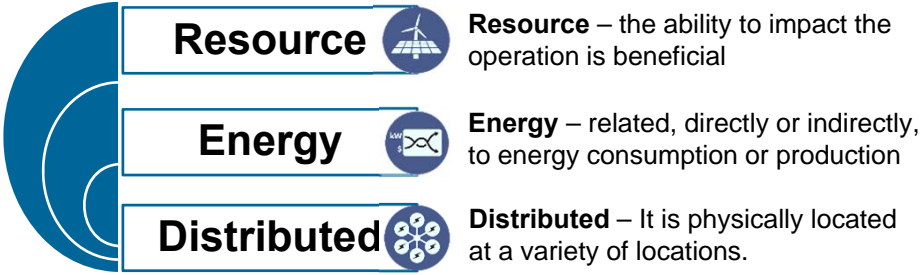 Resource
Resource – the ability to impact the
operation is beneficial
Energy
kW
$
Energy – related, directly or indirectly,
to energy consumption or production
Distributed
Distributed – It is physically located
at a variety of locations.